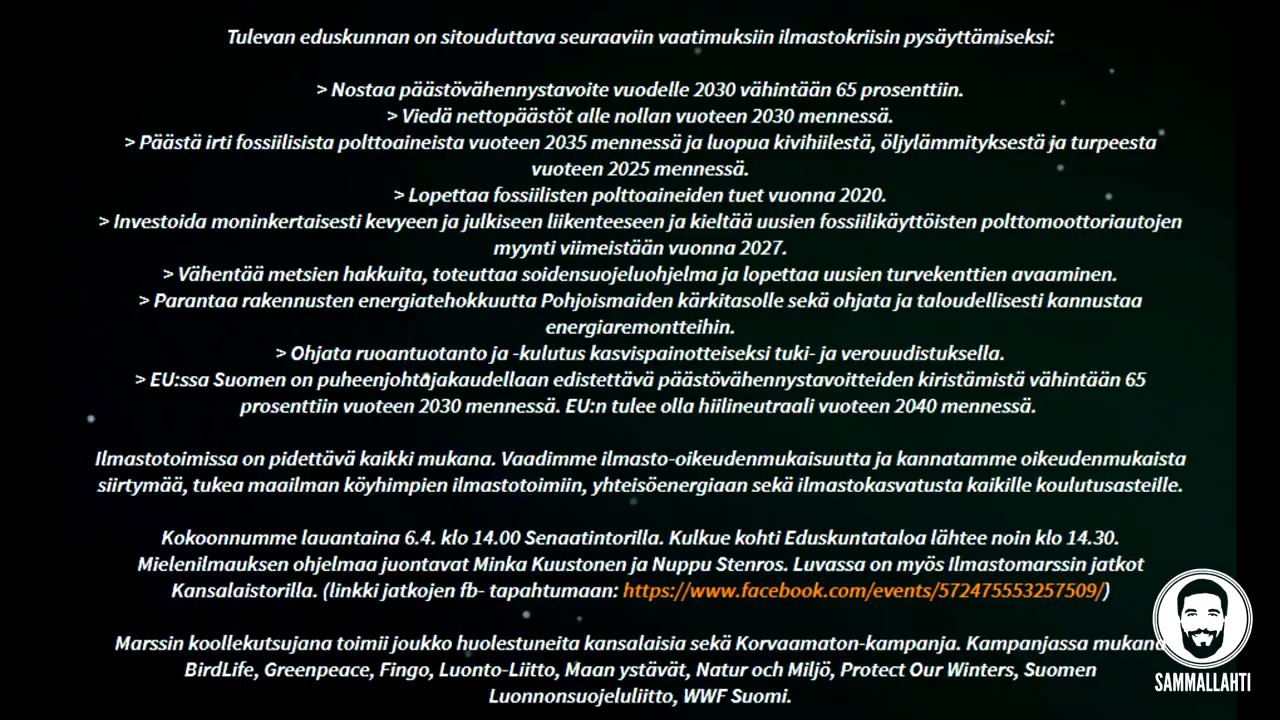 Tulevan eduskunnan on sitouduttava seuraaviin vaatimuksiin ilmastokriisin pysäyttämiseksi:
> Nostaa päästövähennystavoite vuodelle 2030 vähintään 65 prosenttiin.
> Viedä nettopäästöt alle nollan vuoteen 2030 mennessä.
> Päästä irti fossiilisista polttoaineista vuoteen 2035 mennessä ja luopua kivihiilestä, öljylämmityksestä ja turpeesta
vuoteen 2025 mennessä.
> Lopettaa fossiilisten polttoaineiden tuet vuonna 2020.
> Investoida moninkertaisesti kevyeen ja julkiseen liikenteeseen ja kieltää uusien fossiilikäyttöisten polttomoottoriautojen
myynti viimeistään vuonna 2027.
> Vähentää metsien hakkuita, toteuttaa soidensuojeluohjelma ja lopettaa uusien turvekenttien avaaminen.
> Parantaa rakennusten energiatehokkuutta Pohjoismaiden kärkitasolle sekä ohjata ja taloudellisesti kannustaa
energiaremontteihin.
> Ohjata ruoantuotanto ja -kulutus kasvispainotteiseksi tuki- ja verouudistuksella.
> EU:ssa Suomen on puheenjohtajakaudellaan edistettävä päästövähennystavoitteiden kiristämistä vähintään 65
prosenttiin vuoteen 2030 mennessä. EU:n tulee olla hiilineutraali vuoteen 2040 mennessä.
Ilmastotoimissa on pidettävä kaikki mukana. Vaadimme ilmasto-oikeudenmukaisuutta ja kannatamme oikeudenmukaista
siirtymää, tukea maailman köyhimpien ilmastotoimiin, yhteisöenergiaan sekä ilmastokasvatusta kaikille koulutusasteille.
Kokoonnumme lauantaina 6.4. klo 14.00 Senaatintorilla. Kulkue kohti Eduskuntataloa lähtee noin klo 14.30.
Mielenilmauksen ohjelmaa juontavat Minka Kuustonen ja Nuppu Stenros. Luvassa on myös Ilmastomarssin jatkot
Kansalaistorilla. (linkki jatkojen fb- tapahtumaan: https://www.facebook.com/events/572475553257509/)
Marssin koollekutsujana toimii joukko huolestuneita kansalaisia sekä Korvaamaton-kampanja. Kampanjassa mukana
BirdLife, Greenpeace, Fingo, Luonto-Liitto, Maan ystävät, Natur och Miljö, Protect Our Winters, Suomen
Luonnonsuojeluliitto, WWF Suomi.
SAMMALLAHTI